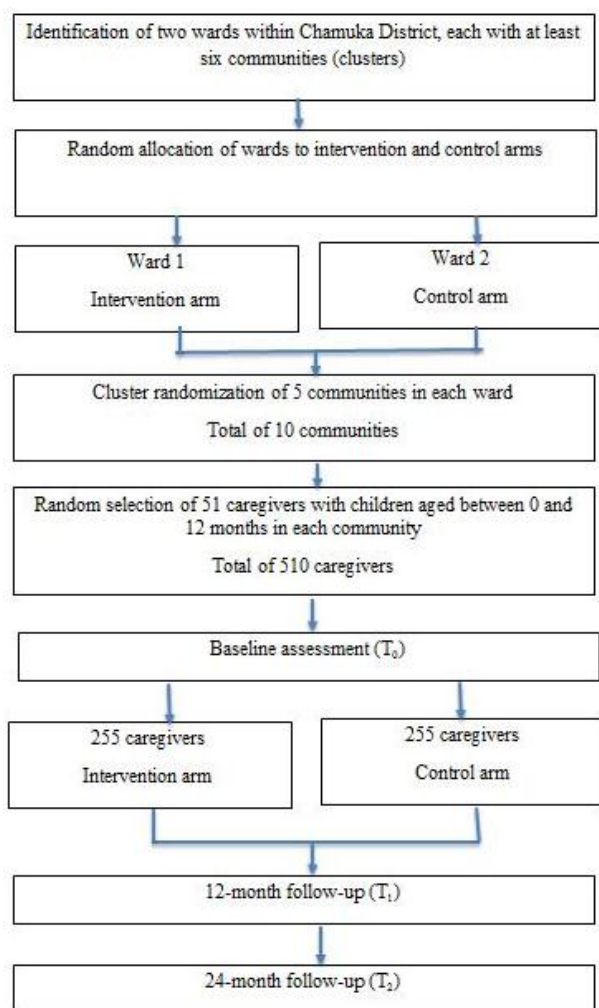 Identification of two wards within Chamuka District, each with at least
six communities (clusters)
Random allocation of wards to intervention and control arms
Ward 1
Intervention arm
Ward 2
Control arm
Cluster randomization of 5 communities in each ward
Total of 10 communities
Random selection of 51 caregivers with children aged between 0 and
12 months in each community
Total of 510 caregivers
Baseline assessment (T₀)
255 caregivers
Intervention arm
255 caregivers
Control arm
12-month follow-up (T₁)
24-month follow-up (T₂)